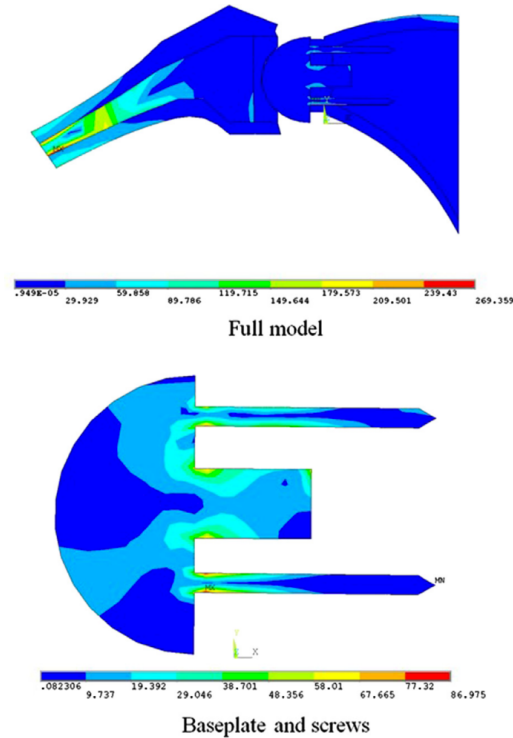 .949E-05 59.858 119.715 179.573 239.43
29.929 89.786 149.644 209.501 269.359
Full model
MN
.082306 19.392 38.701 58.01 77.32
9.737 29.046 48.356 67.665 86.975
Baseplate and screws